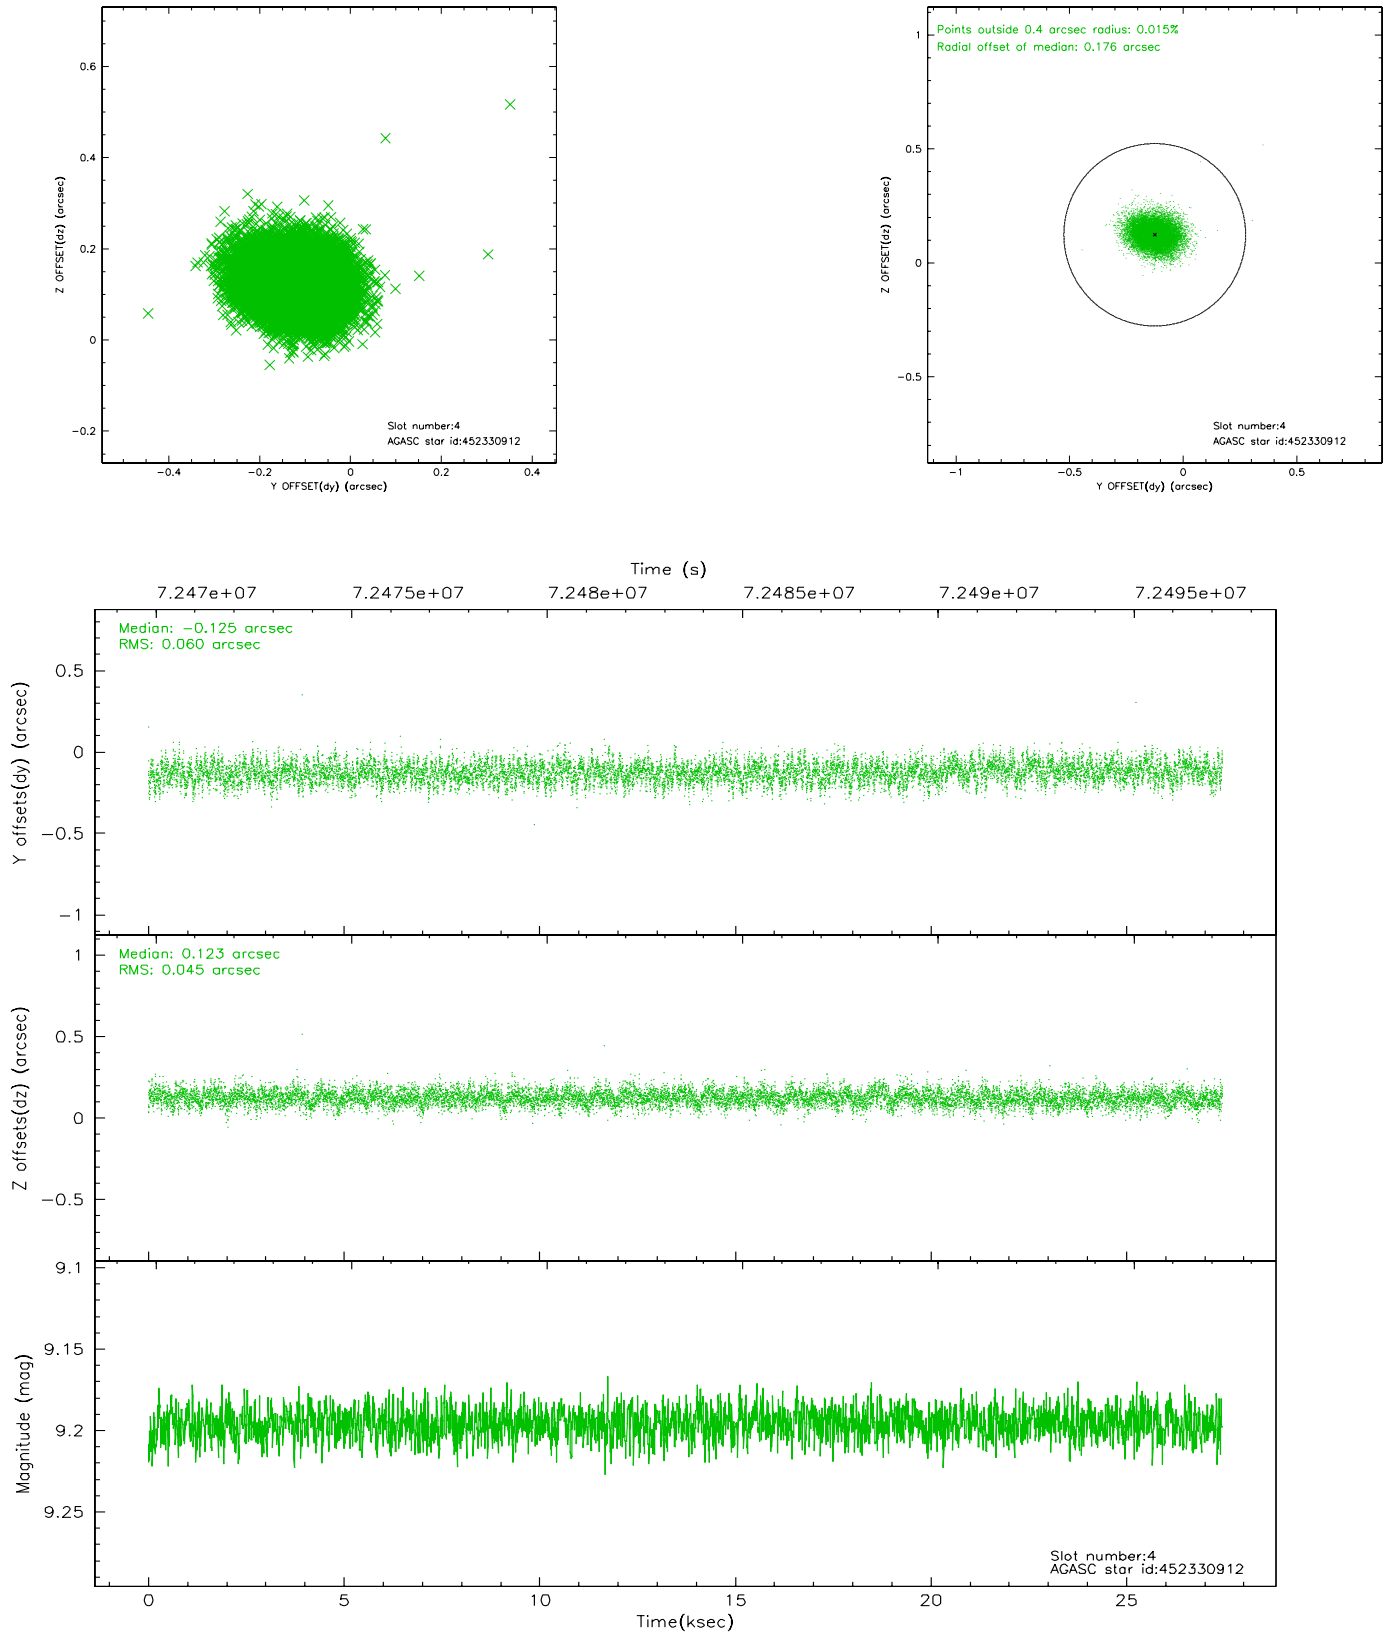 0.6
0.4
0.2
0
−0.2
Z OFFSET(dz) (arcsec)
Slot number:4
AGASC star id:452330912
−0.4 −0.2 0 0.2 0.4
Y OFFSET(dy) (arcsec)
Points outside 0.4 arcsec radius: 0.015%
Radial offset of median: 0.176 arcsec
1
0.5
0
−0.5
Z OFFSET(dz) (arcsec)
Slot number:4
AGASC star id:452330912
−1 −0.5 0 0.5
Y OFFSET(dy) (arcsec)
Time (s)
7.247e+07 7.2475e+07 7.248e+07 7.2485e+07 7.249e+07 7.2495e+07
Median: −0.125 arcsec
RMS: 0.060 arcsec
0.5
0
−0.5
−1
Y offsets(dy) (arcsec)
Median: 0.123 arcsec
RMS: 0.045 arcsec
1
0.5
0
−0.5
Z offsets(dz) (arcsec)
9.1
9.15
9.2
9.25
Magnitude (mag)
Slot number:4
AGASC star id:452330912
0 5 10 15 20 25
Time(ksec)